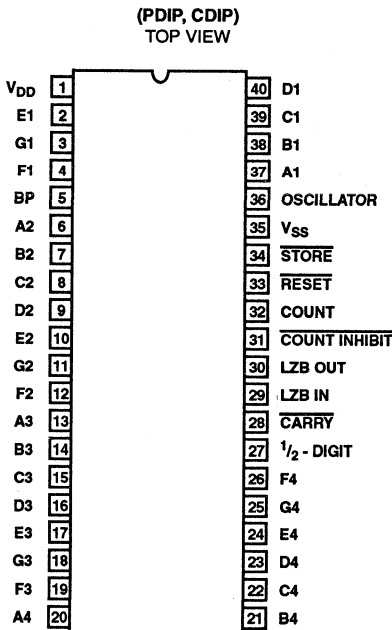 (PDIP, CDIP)
TOP VIEW
VDD 1 40 D1
E1 2 39 C1
G1 3 38 B1
F1 4 37 A1
BP 5 36 OSCILLATOR
A2 6 35 VSS
B2 7 34 STORE
C2 8 33 RESET
D2 9 32 COUNT
E2 10 31 COUNT INHIBIT
G2 11 30 LZB OUT
F2 12 29 LZB IN
A3 13 28 CARRY
B3 14 27 1/2 - DIGIT
C3 15 26 F4
D3 16 25 G4
E3 17 24 E4
G3 18 23 D4
F3 19 22 C4
A4 20 21 B4